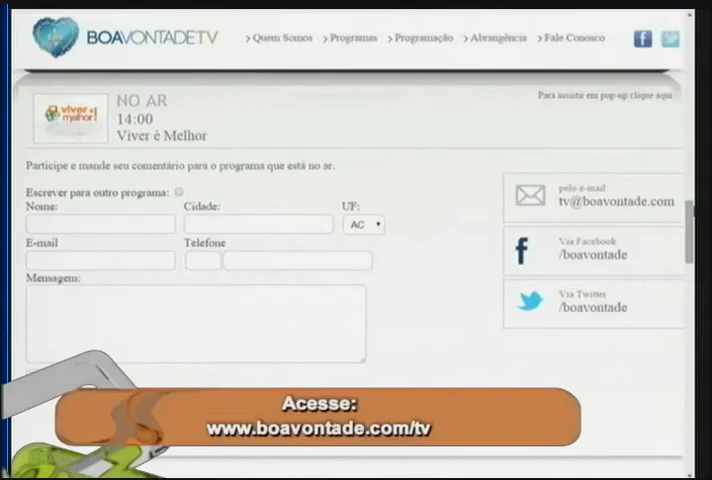 BOAVONTADETV
Quem Somos
Programas
Programação
Abrangência
Fale Conosco
Para assistir em pop-up clique aqui
viver é melhor!
NO AR
14:00
Viver é Melhor
Participe e mande seu comentário para o programa que está no ar.
Escrever para outro programa:
Nome:
Cidade:
UF:
AC
E-mail
Telefone
Mensagem:
pelo e-mail
tv@boavontade.com
Via Facebook
/boavontade
Via Twitter
/boavontade
Acesse:
www.boavontade.com/tv